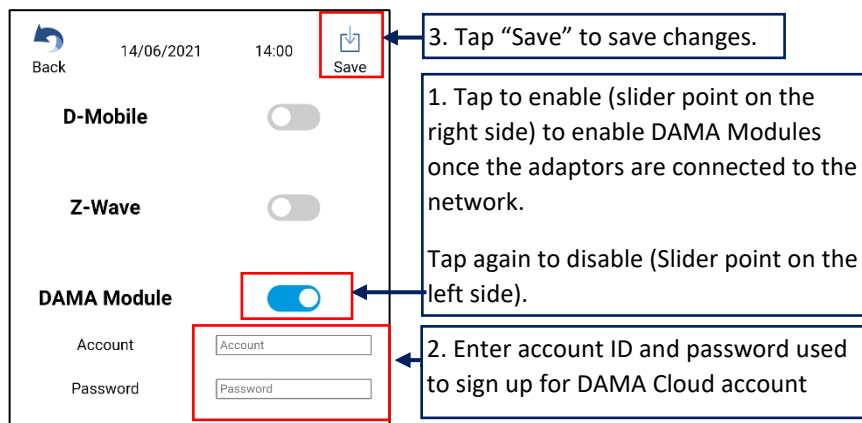 Back
14/06/2021
14:00
Save
D-Mobile
Z-Wave
DAMA Module
Account
Account
Password
Password
3. Tap “Save” to save changes.
1. Tap to enable (slider point on the
right side) to enable DAMA Modules
once the adaptors are connected to the
network.
Tap again to disable (Slider point on the
left side).
2. Enter account ID and password used
to sign up for DAMA Cloud account